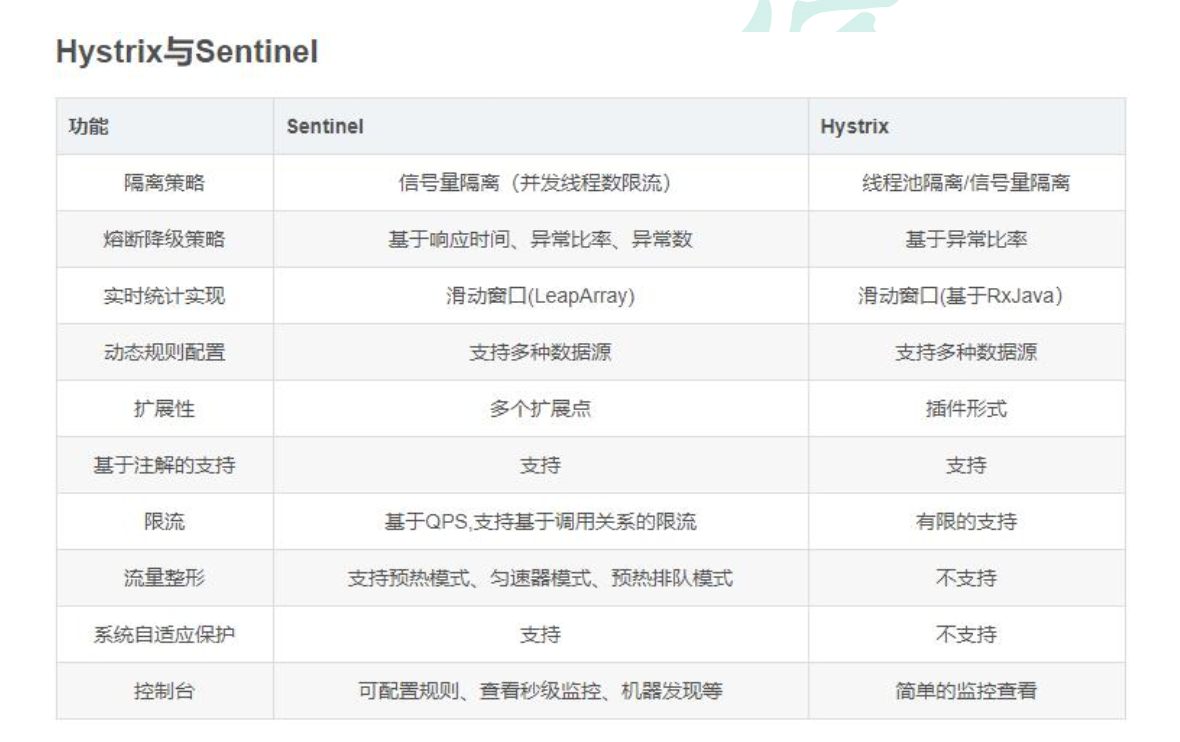 Hystrix与Sentinel
功能 Sentinel Hystrix
隔离策略 信号量隔离（并发线程数限流） 线程池隔离/信号量隔离
熔断降级策略 基于响应时间、异常比率、异常数 基于异常比率
实时统计实现 滑动窗口(LeapArray) 滑动窗口(基于RxJava）
动态规则配置 支持多种数据源 支持多种数据源
扩展性 多个扩展点 插件形式
基于注解的支持 支持 支持
限流 基于QPS,支持基于调用关系的限流 有限的支持
流量整形 支持预热模式、匀速器模式、预热排队模式 不支持
系统自适应保护 支持 不支持
控制台 可配置规则、查看秒级监控、机器发现等 简单的监控查看